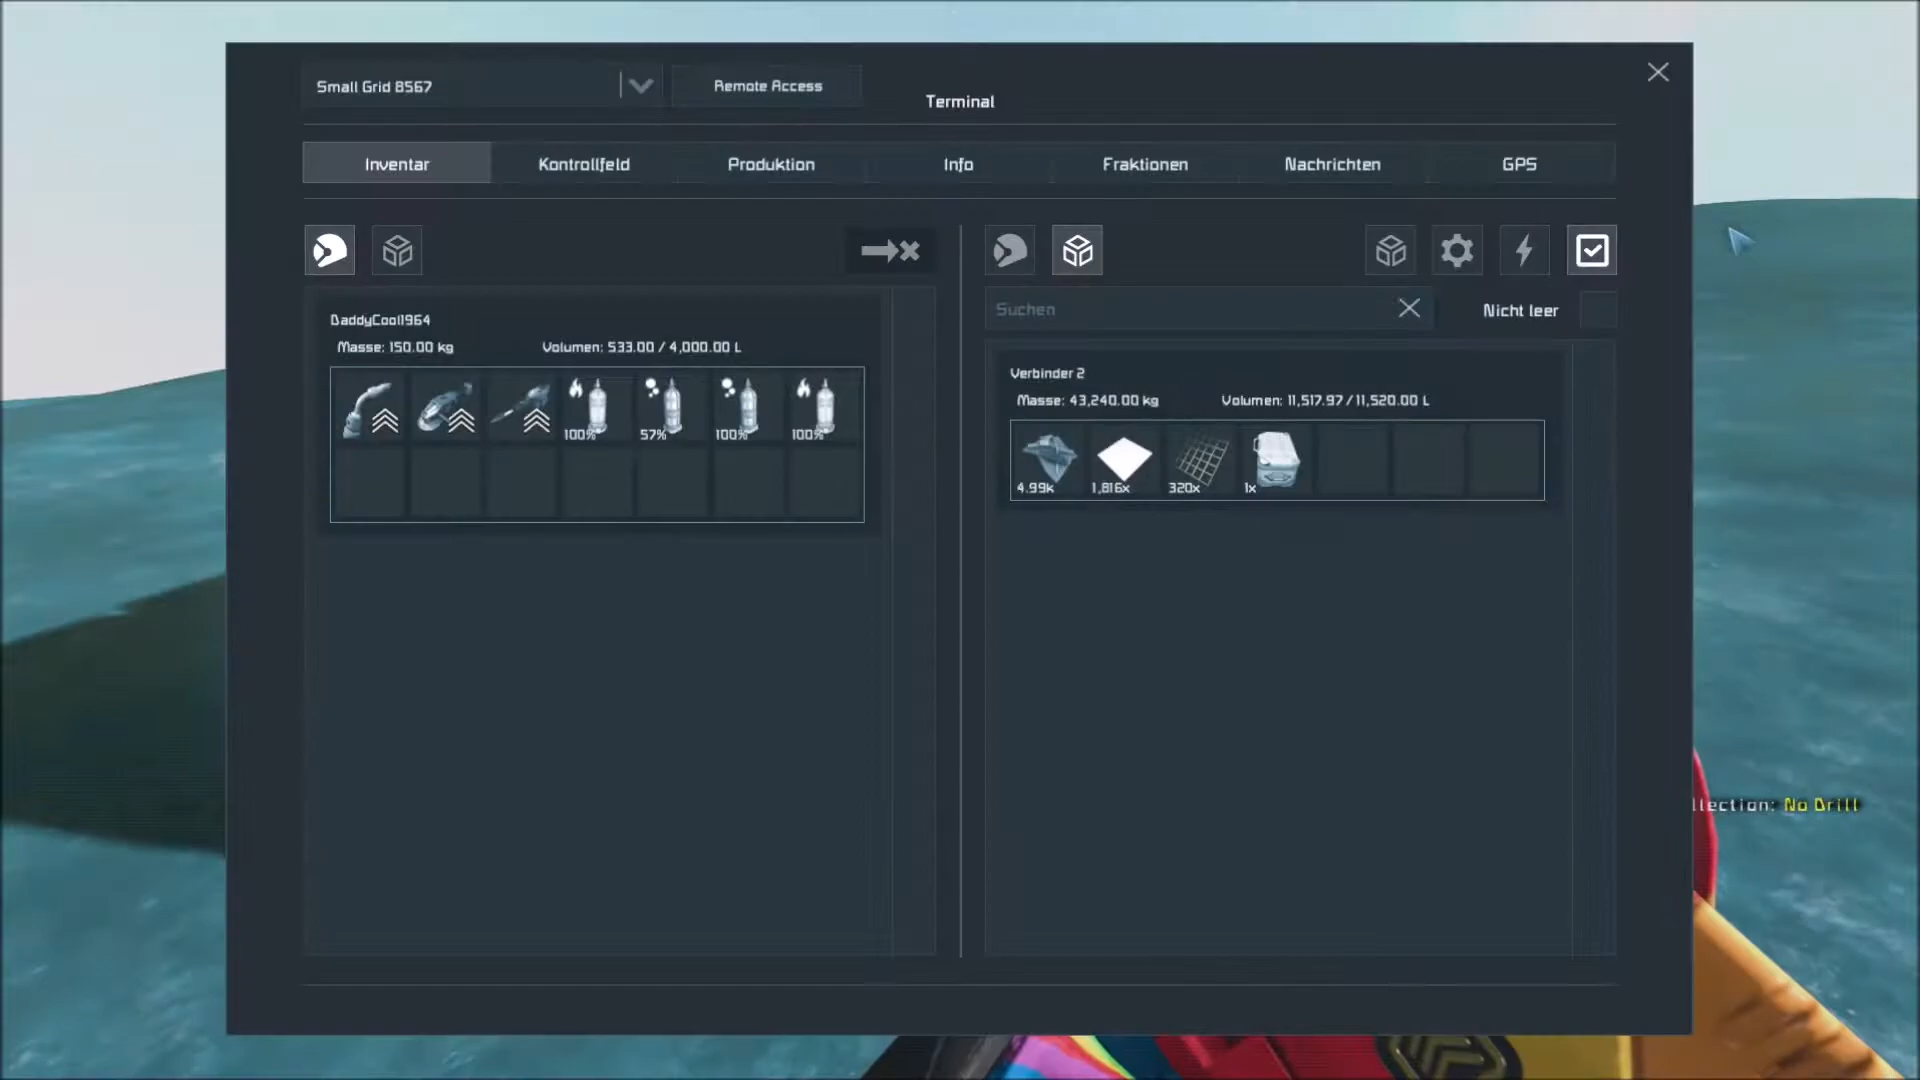 Small Grid 8567
Remote Access
Terminal
Inventar
Kontrollfeld
Produktion
Info
Fraktionen
Nachrichten
GPS
DaddyCool1964
Masse: 150.00 kg
Volumen: 533.00 / 4,000.00 L
100%
57%
100%
100%
Suchen
Nicht leer
Verbinder 2
Masse: 43,240.00 kg
Volumen: 11,517.97 / 11,520.00 L
4.99k
1,816x
320x
1x
llection: No Drill